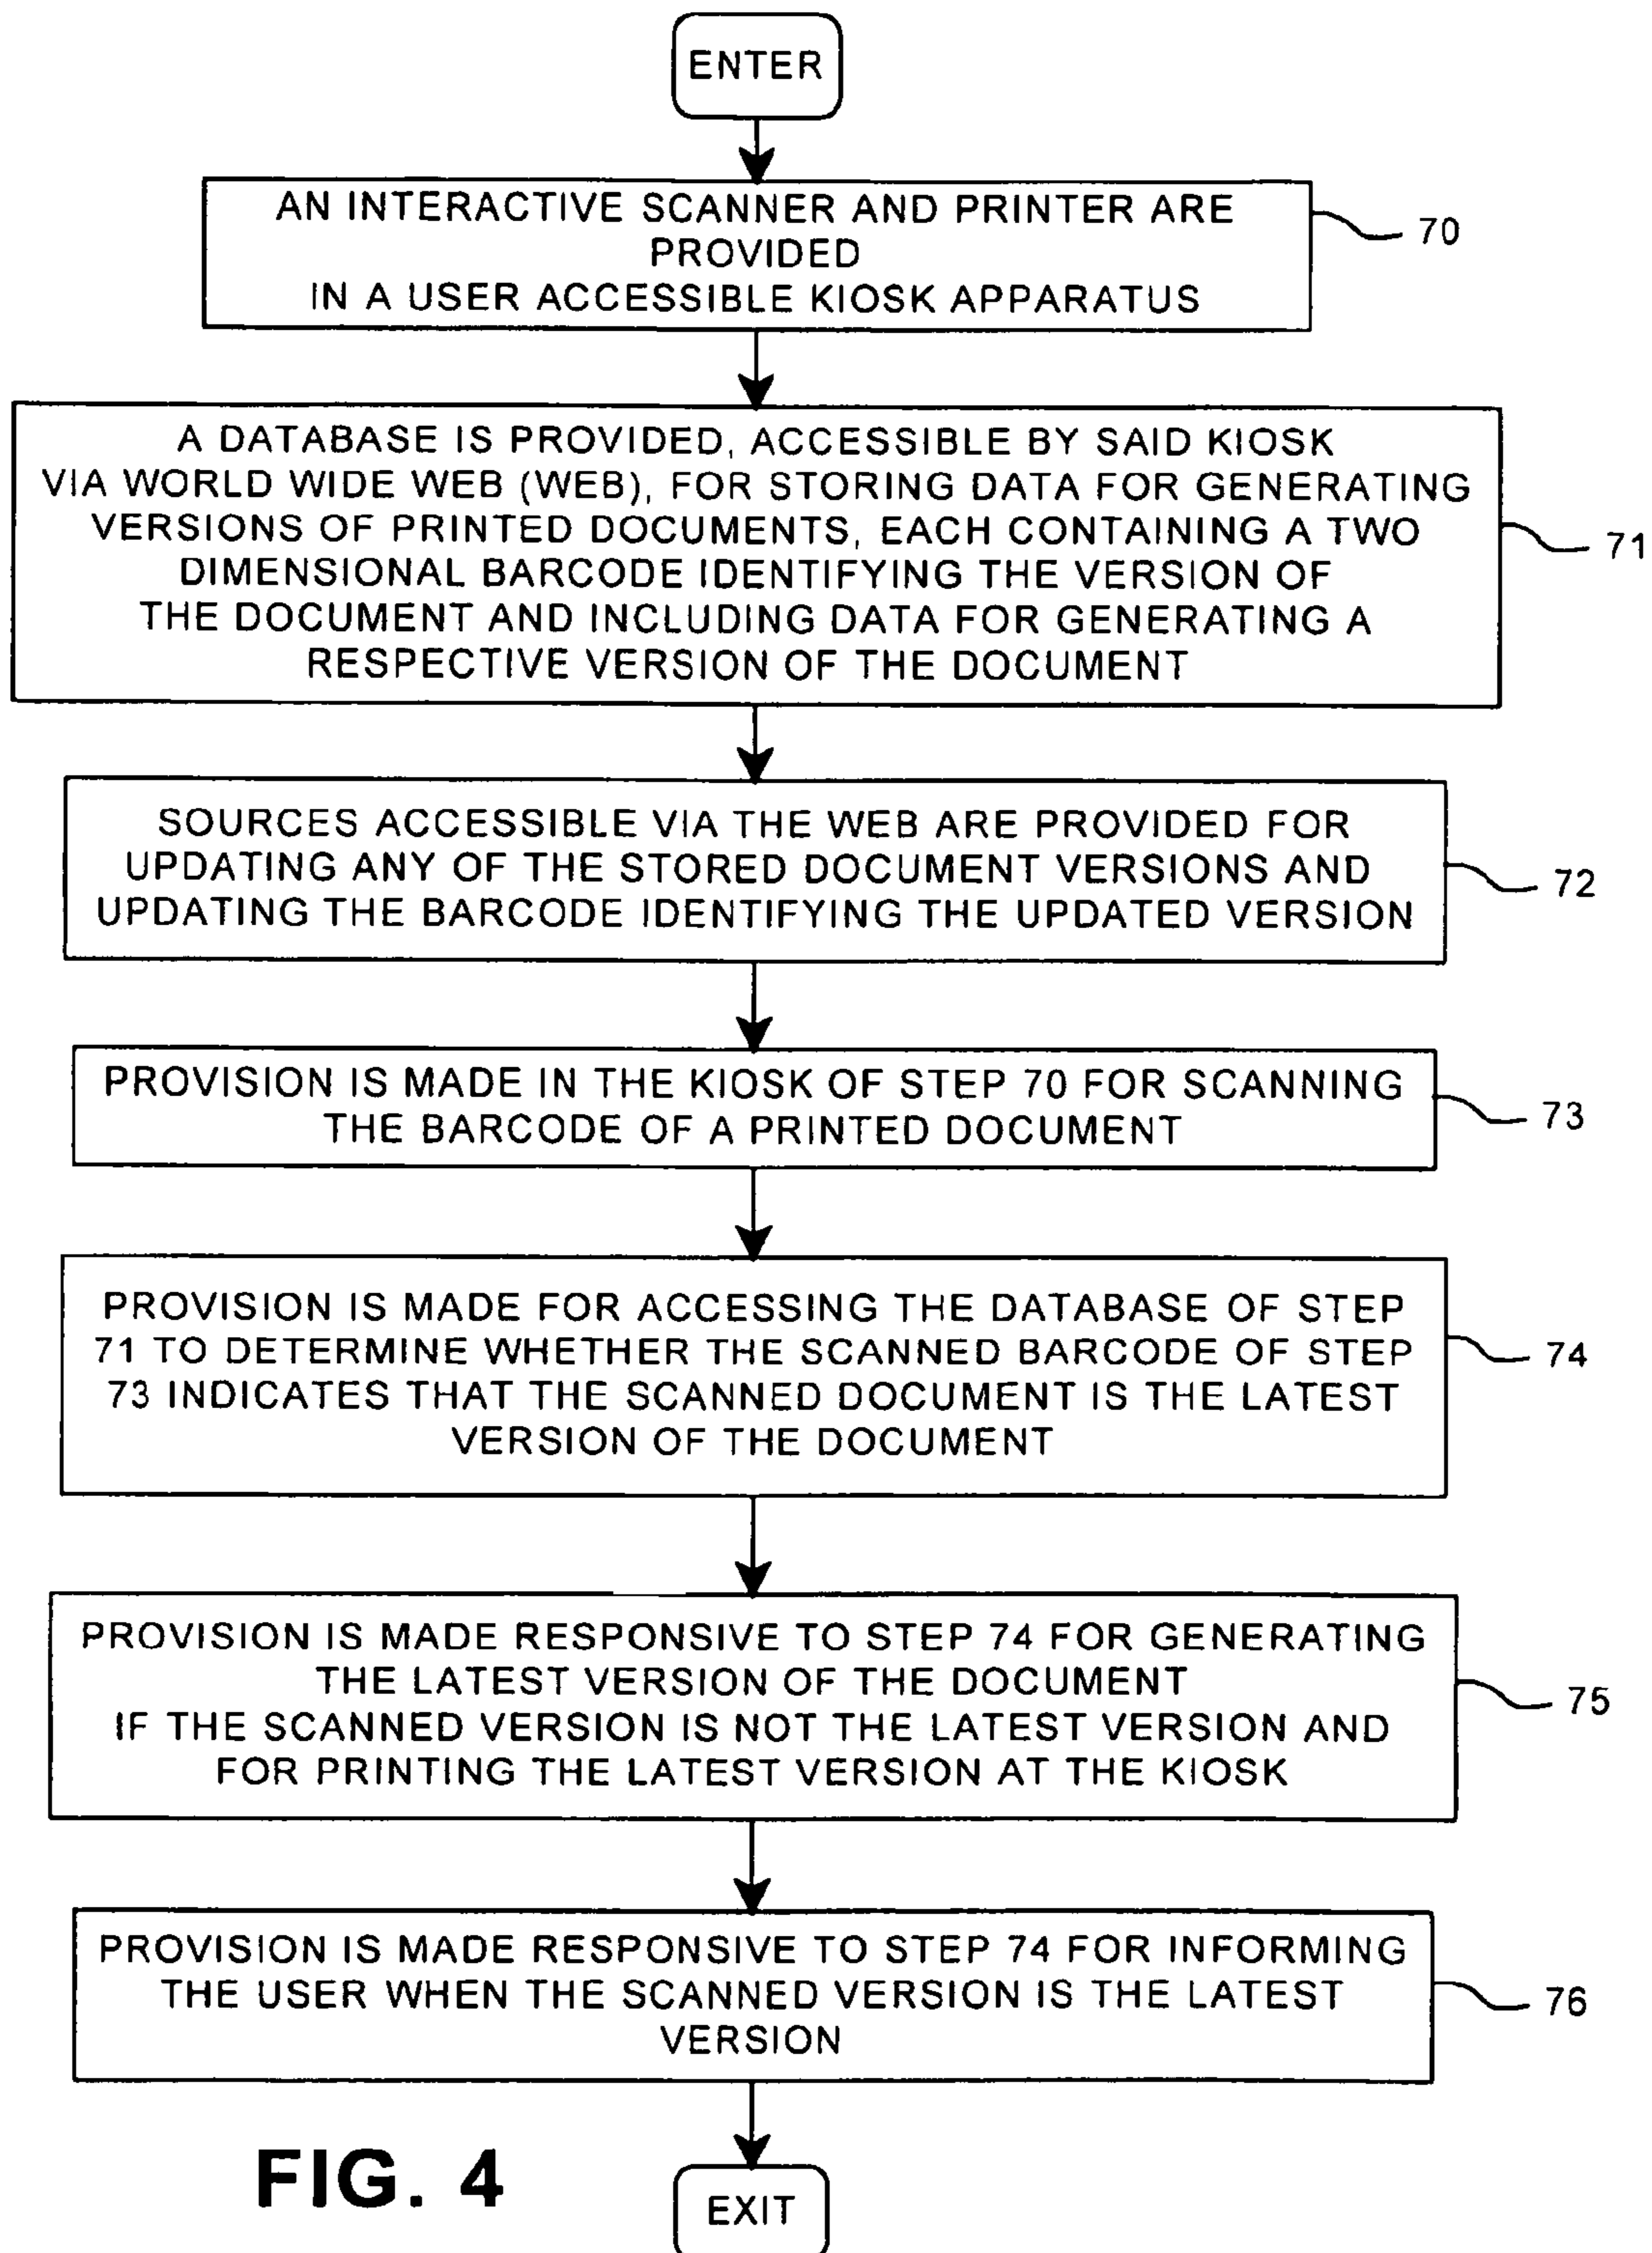 ENTER
AN INTERACTIVE SCANNER AND PRINTER ARE
PROVIDED
IN A USER ACCESSIBLE KIOSK APPARATUS
70
A DATABASE IS PROVIDED, ACCESSIBLE BY SAID KIOSK
VIA WORLD WIDE WEB (WEB), FOR STORING DATA FOR GENERATING
VERSIONS OF PRINTED DOCUMENTS, EACH CONTAINING A TWO
DIMENSIONAL BARCODE IDENTIFYING THE VERSION OF
THE DOCUMENT AND INCLUDING DATA FOR GENERATING A
RESPECTIVE VERSION OF THE DOCUMENT
71
SOURCES ACCESSIBLE VIA THE WEB ARE PROVIDED FOR
UPDATING ANY OF THE STORED DOCUMENT VERSIONS AND
UPDATING THE BARCODE IDENTIFYING THE UPDATED VERSION
72
PROVISION IS MADE IN THE KIOSK OF STEP 70 FOR SCANNING
THE BARCODE OF A PRINTED DOCUMENT
73
PROVISION IS MADE FOR ACCESSING THE DATABASE OF STEP
71 TO DETERMINE WHETHER THE SCANNED BARCODE OF STEP
73 INDICATES THAT THE SCANNED DOCUMENT IS THE LATEST
VERSION OF THE DOCUMENT
74
PROVISION IS MADE RESPONSIVE TO STEP 74 FOR GENERATING
THE LATEST VERSION OF THE DOCUMENT
IF THE SCANNED VERSION IS NOT THE LATEST VERSION AND
FOR PRINTING THE LATEST VERSION AT THE KIOSK
75
PROVISION IS MADE RESPONSIVE TO STEP 74 FOR INFORMING
THE USER WHEN THE SCANNED VERSION IS THE LATEST
VERSION
76
FIG. 4
EXIT